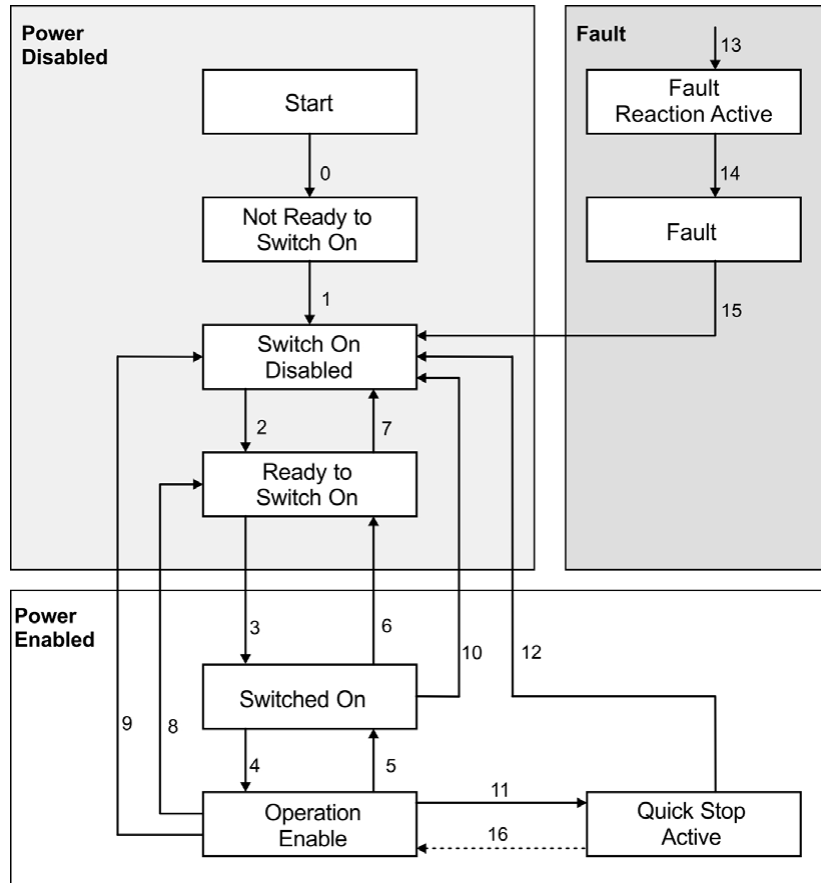 Power
Disabled
Fault
13
Start
Fault
Reaction Active
0
14
Not Ready to
Switch On
Fault
1
15
Switch On
Disabled
2
7
Ready to
Switch On
Power
Enabled
3
6
10
12
Switched On
9
8
4
5
11
Operation
Enable
16
Quick Stop
Active